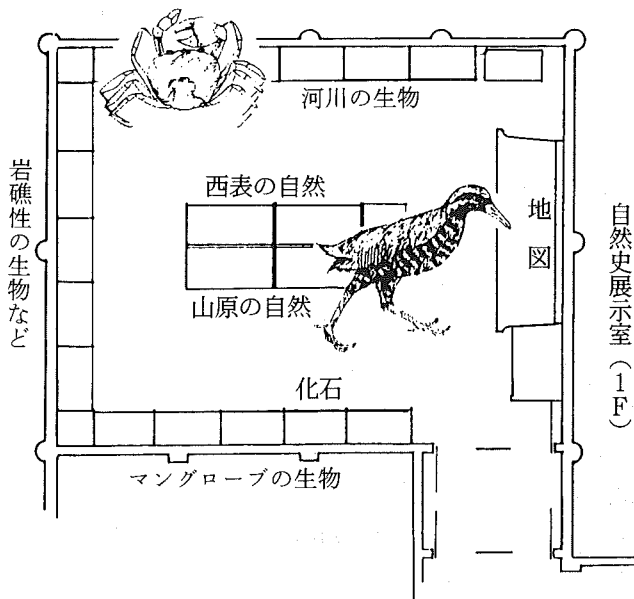 河川の生物
西表の自然
山原の自然
地図
化石
マングローブの生物
岩礁性の生物など
自然史展示室（1F）